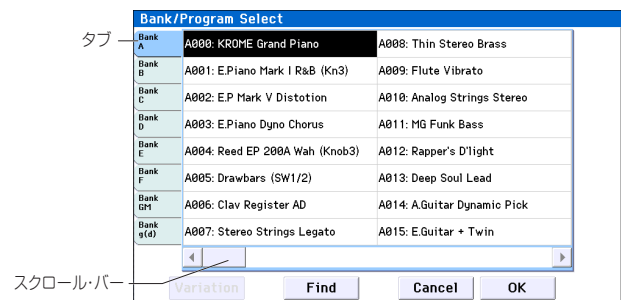 Bank/Program Select
タブ
Bank A
A000: KROME Grand Piano
A008: Thin Stereo Brass
Bank B
A001: E.Piano Mark I R&B (Kn3)
A009: Flute Vibrato
Bank C
A002: E.P Mark V Distotion
A010: Analog Strings Stereo
Bank D
A003: E.Piano Dyno Chorus
A011: MG Funk Bass
Bank E
A004: Reed EP 200A Wah (Knob3)
A012: Rapper's D'light
Bank F
A005: Drawbars (SW1/2)
A013: Deep Soul Lead
Bank GM
A006: Clav Register AD
A014: A.Guitar Dynamic Pick
Bank g(d)
A007: Stereo Strings Legato
A015: E.Guitar + Twin
スクロール・バー
Variation
Find
Cancel
OK